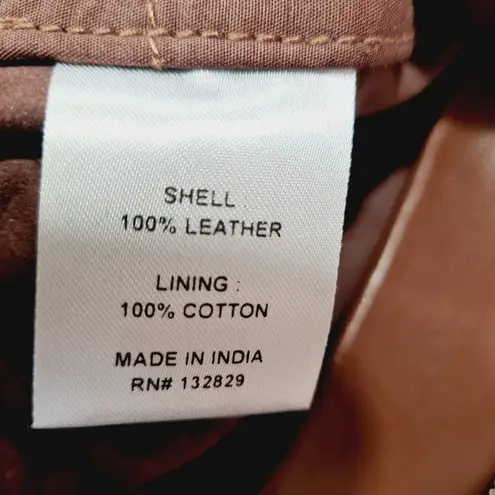 SHELL :
100% LEATHER
LINING :
100% COTTON
MADE IN INDIA
RN# 132829